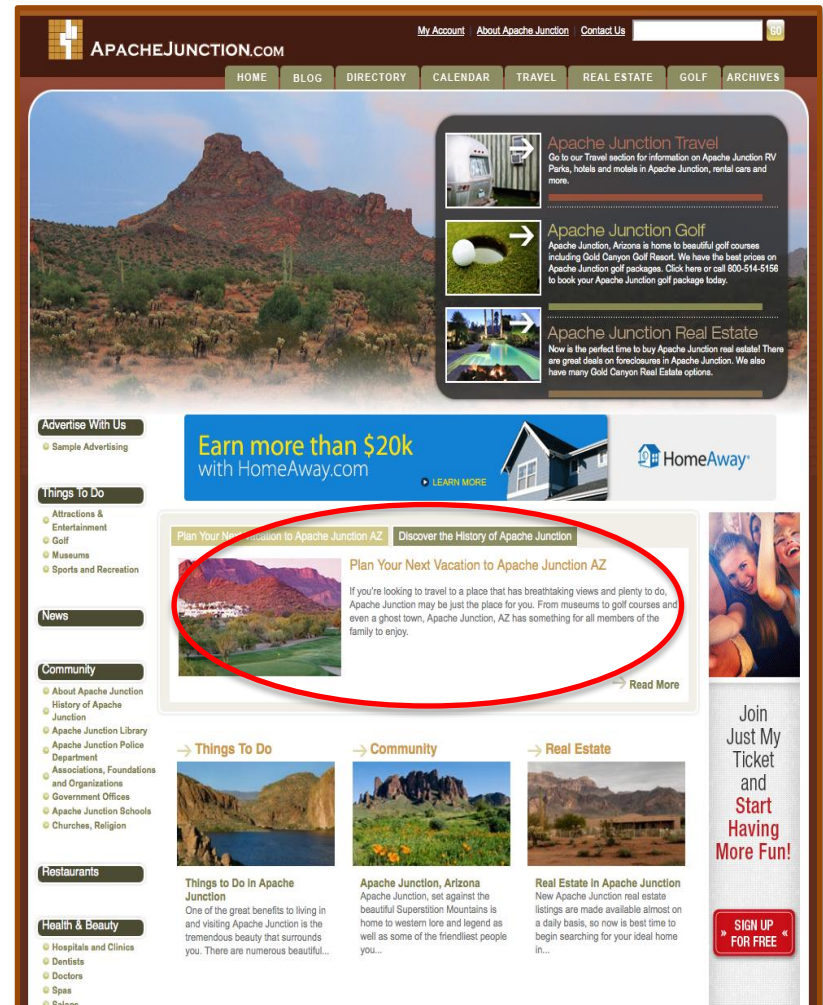 My Account | About Apache Junction | Contact Us
GO
APACHEJUNCTION.COM
HOME BLOG DIRECTORY CALENDAR TRAVEL REAL ESTATE GOLF ARCHIVES
Apache Junction Travel
Go to our Travel section for information on Apache Junction RV
Parks, hotels and motels in Apache Junction, rental cars and
more.
Apache Junction Golf
Apache Junction, Arizona is home to beautiful golf courses
including Gold Canyon Golf Resort. We have the best prices on
Apache Junction golf packages. Click here or call 800-514-5156
to book your Apache Junction golf package today.
Apache Junction Real Estate
Now is the perfect time to buy Apache Junction real estate! There
are great deals on foreclosures in Apache Junction. We also
have many Gold Canyon Real Estate options.
Advertise With Us
Sample Advertising
Things To Do
Attractions &
Entertainment
Golf
Museums
Sports and Recreation
News
Community
About Apache Junction
History of Apache
Junction
Apache Junction Library
Apache Junction Police
Department
Associations, Foundations
and Organizations
Government Offices
Apache Junction Schools
Churches, Religion
Restaurants
Health & Beauty
Hospitals and Clinics
Dentists
Doctors
Spas
Salons
Earn more than $20k
with HomeAway.com
LEARN MORE
HomeAway
Plan Your Next Vacation to Apache Junction AZ
Discover the History of Apache Junction
Plan Your Next Vacation to Apache Junction AZ
If you're looking to travel to a place that has breathtaking views and plenty to do,
Apache Junction may be just the place for you. From museums to golf courses and
even a ghost town, Apache Junction, AZ has something for all members of the
family to enjoy.
Read More
Things To Do
Things to Do in Apache
Junction
One of the great benefits to living in
and visiting Apache Junction is the
tremendous beauty that surrounds
you. There are numerous beautiful...
Community
Apache Junction, Arizona
Apache Junction, set against the
beautiful Superstition Mountains is
home to western lore and legend as
well as some of the friendliest people
you...
Real Estate
Real Estate in Apache Junction
New Apache Junction real estate
listings are made available almost on
a daily basis, so now is best time to
begin searching for your ideal home
in...
Join
Just My
Ticket
and
Start
Having
More Fun!
» SIGN UP «
FOR FREE